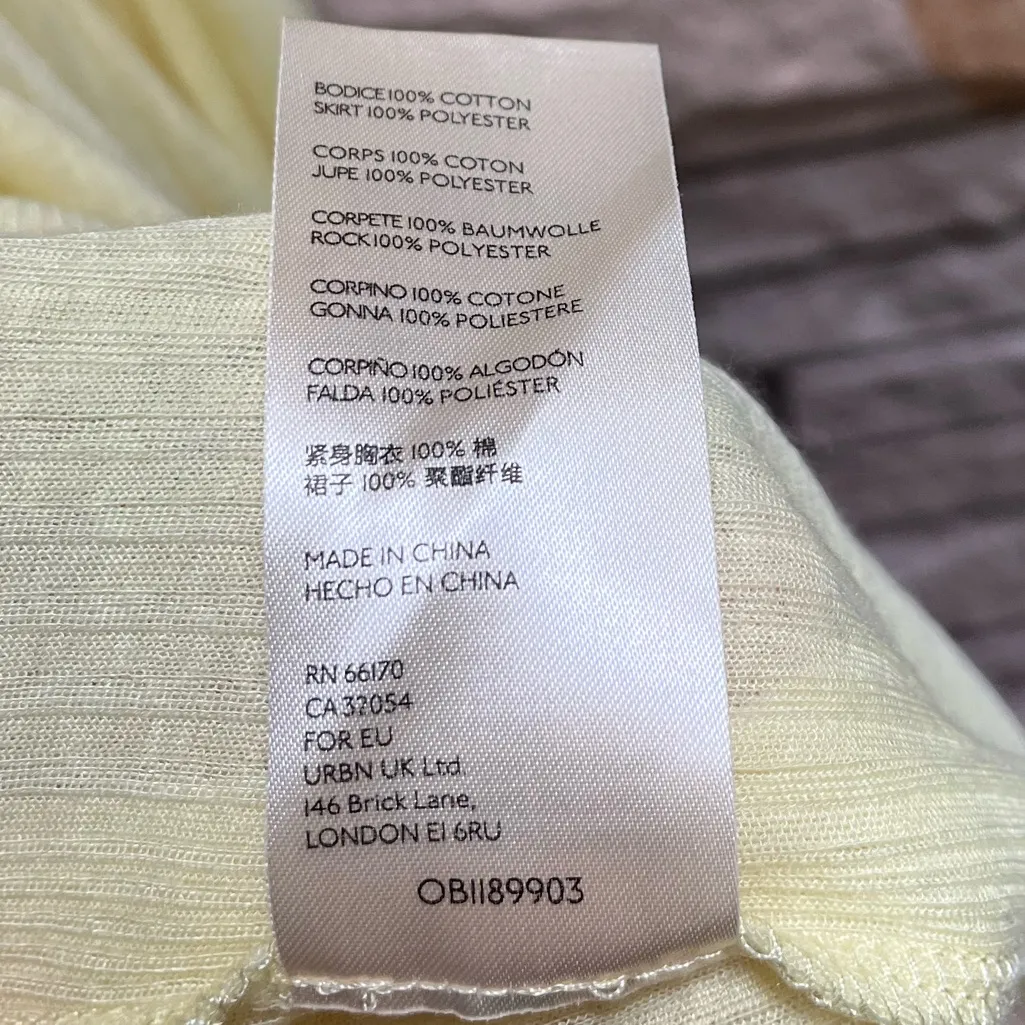 BODICE 100% COTTON
SKIRT 100% POLYESTER
CORPS 100% COTON
JUPE 100% POLYESTER
CORPETE 100% BAUMWOLLE
ROCK 100% POLYESTER
CORPINO 100% COTONE
GONNA 100% POLIESTERE
CORPIÑO 100% ALGODÓN
FALDA 100% POLIÉSTER
紧身胸衣 100% 棉
裙子 100% 聚酯纤维
MADE IN CHINA
HECHO EN CHINA
RN 66170
CA 37054
FOR EU
URBN UK Ltd.
146 Brick Lane,
LONDON E1 6RU
OB1189903